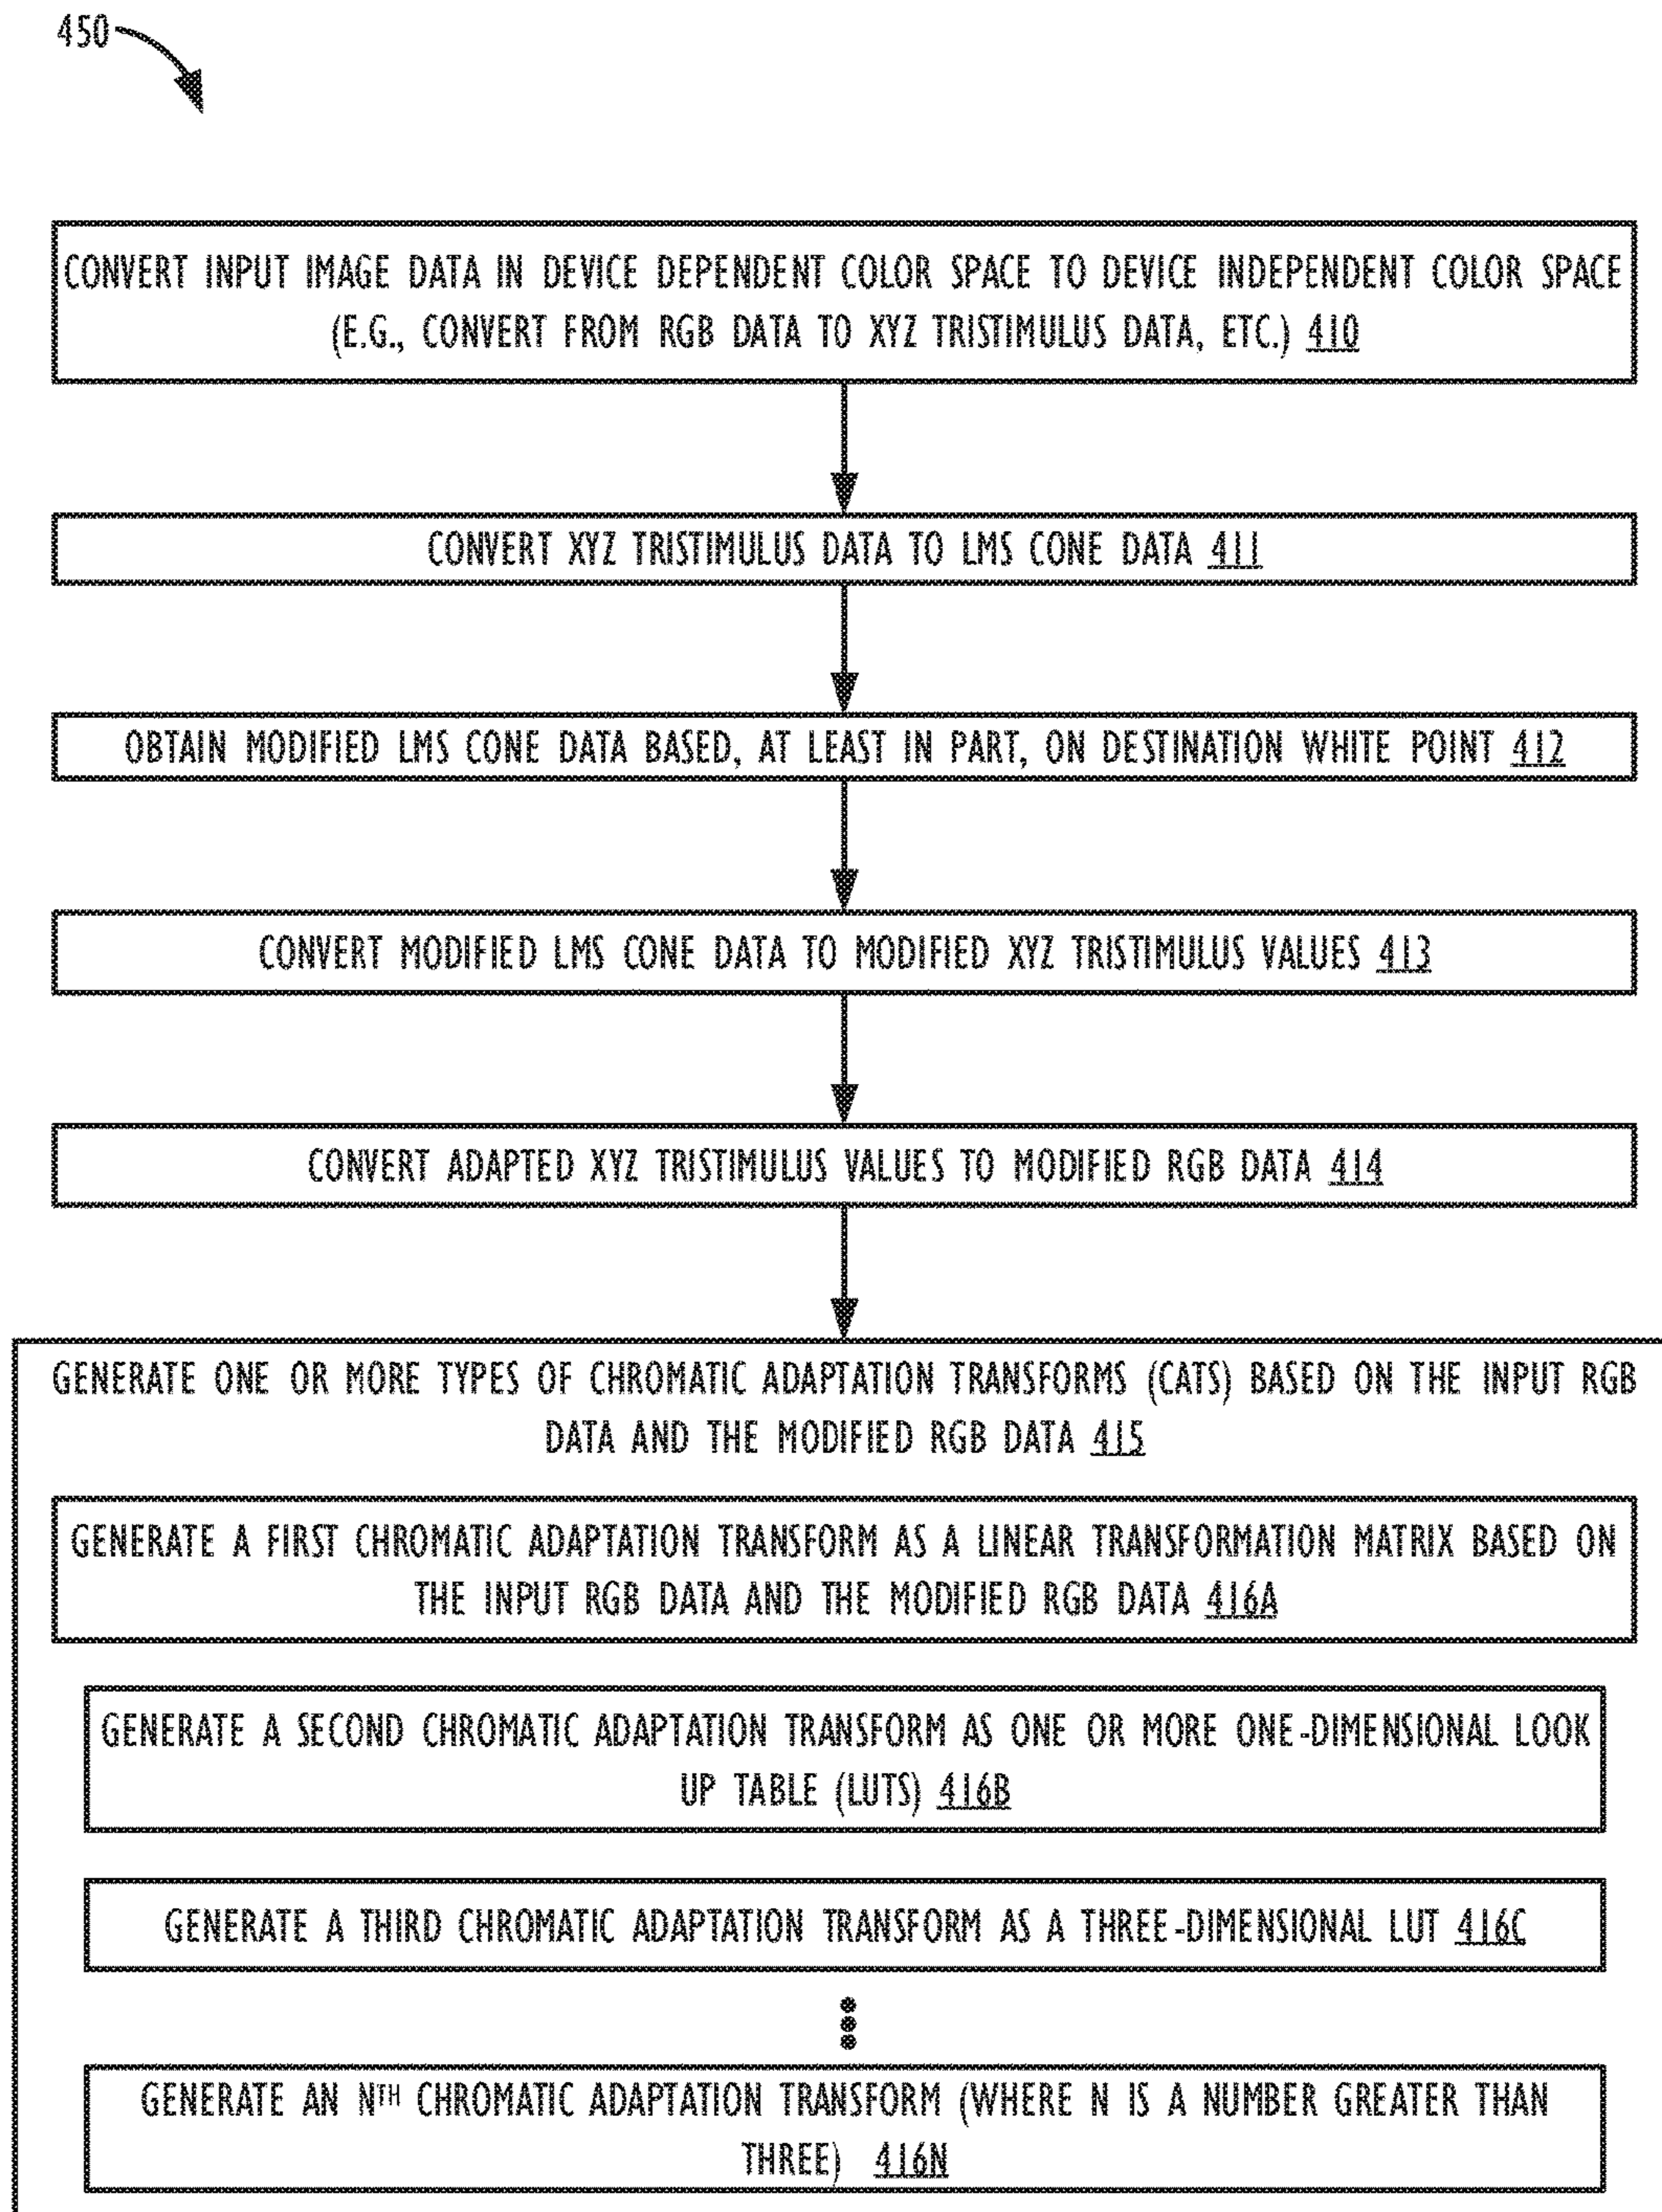 450
CONVERT INPUT IMAGE DATA IN DEVICE DEPENDENT COLOR SPACE TO DEVICE INDEPENDENT COLOR SPACE
(E.G., CONVERT FROM RGB DATA TO XYZ TRISTIMULUS DATA, ETC.) 410
CONVERT XYZ TRISTIMULUS DATA TO LMS CONE DATA 411
OBTAIN MODIFIED LMS CONE DATA BASED, AT LEAST IN PART, ON DESTINATION WHITE POINT 412
CONVERT MODIFIED LMS CONE DATA TO MODIFIED XYZ TRISTIMULUS VALUES 413
CONVERT ADAPTED XYZ TRISTIMULUS VALUES TO MODIFIED RGB DATA 414
GENERATE ONE OR MORE TYPES OF CHROMATIC ADAPTATION TRANSFORMS (CATS) BASED ON THE INPUT RGB
DATA AND THE MODIFIED RGB DATA 415
GENERATE A FIRST CHROMATIC ADAPTATION TRANSFORM AS A LINEAR TRANSFORMATION MATRIX BASED ON
THE INPUT RGB DATA AND THE MODIFIED RGB DATA 416A
GENERATE A SECOND CHROMATIC ADAPTATION TRANSFORM AS ONE OR MORE ONE-DIMENSIONAL LOOK
UP TABLE (LUTS) 416B
GENERATE A THIRD CHROMATIC ADAPTATION TRANSFORM AS A THREE-DIMENSIONAL LUT 416C
GENERATE AN NTH CHROMATIC ADAPTATION TRANSFORM (WHERE N IS A NUMBER GREATER THAN
THREE) 416N